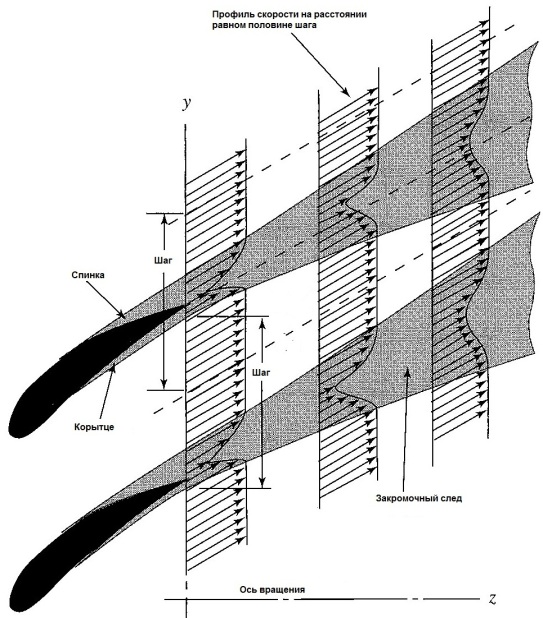 Профиль скорости на расстоянии
равном половине шага
y
Шаг
Спинка
Шаг
Корытце
Закромочный след
Ось вращения
z